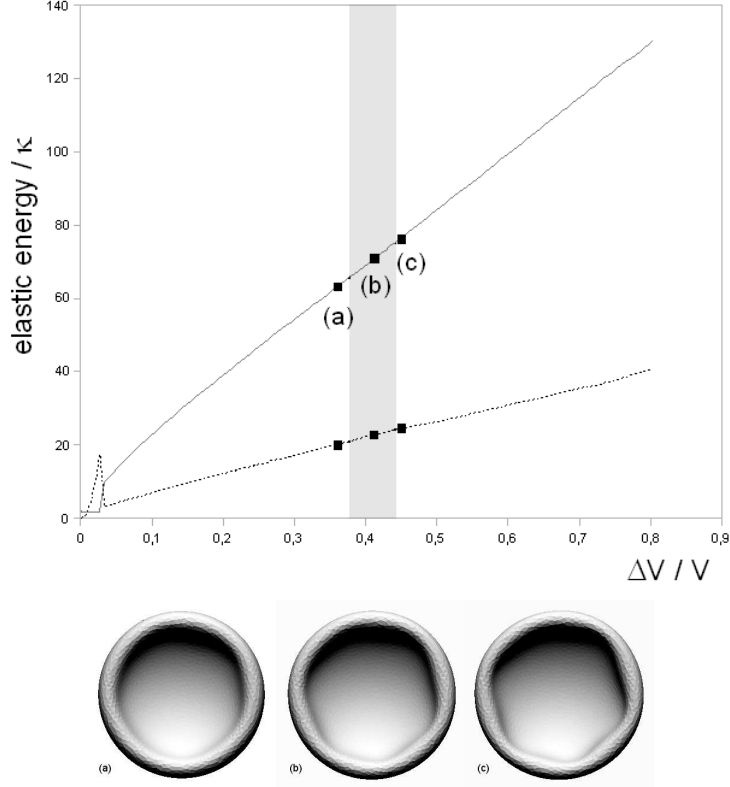 140
120
100
80
60
40
20
0
elastic energy / κ
(a)
(b)
(c)
0 0,1 0,2 0,3 0,4 0,5 0,6 0,7 0,8 0,9
ΔV / V
(a) (b) (c)